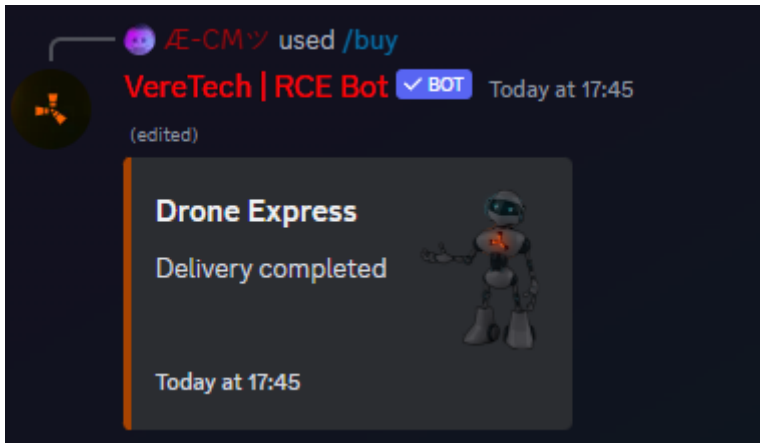 Æ-CMツ used /buy
VereTech | RCE Bot ✓ BOT Today at 17:45
(edited)
Drone Express
Delivery completed
Today at 17:45